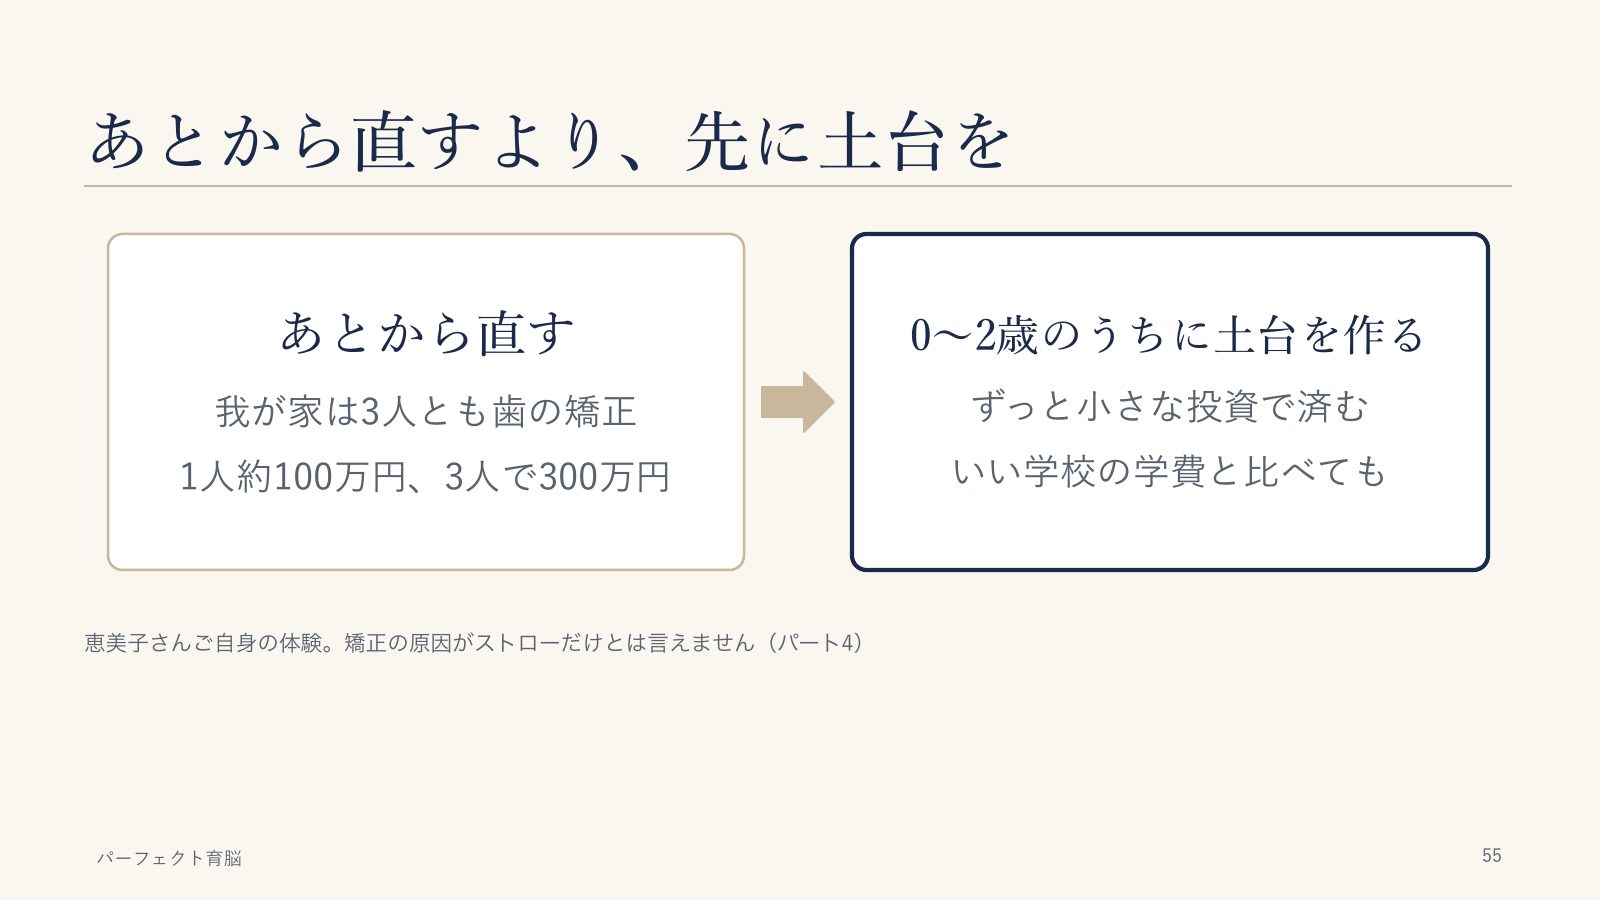 あとから直すより、先に土台を
あとから直す
我が家は3人とも歯の矯正
1人約100万円、3人で300万円
0〜2歳のうちに土台を作る
ずっと小さな投資で済む
いい学校の学費と比べても
恵美子さんご自身の体験。矯正の原因がストローだけとは言えません（パート4）
パーフェクト育脳
55